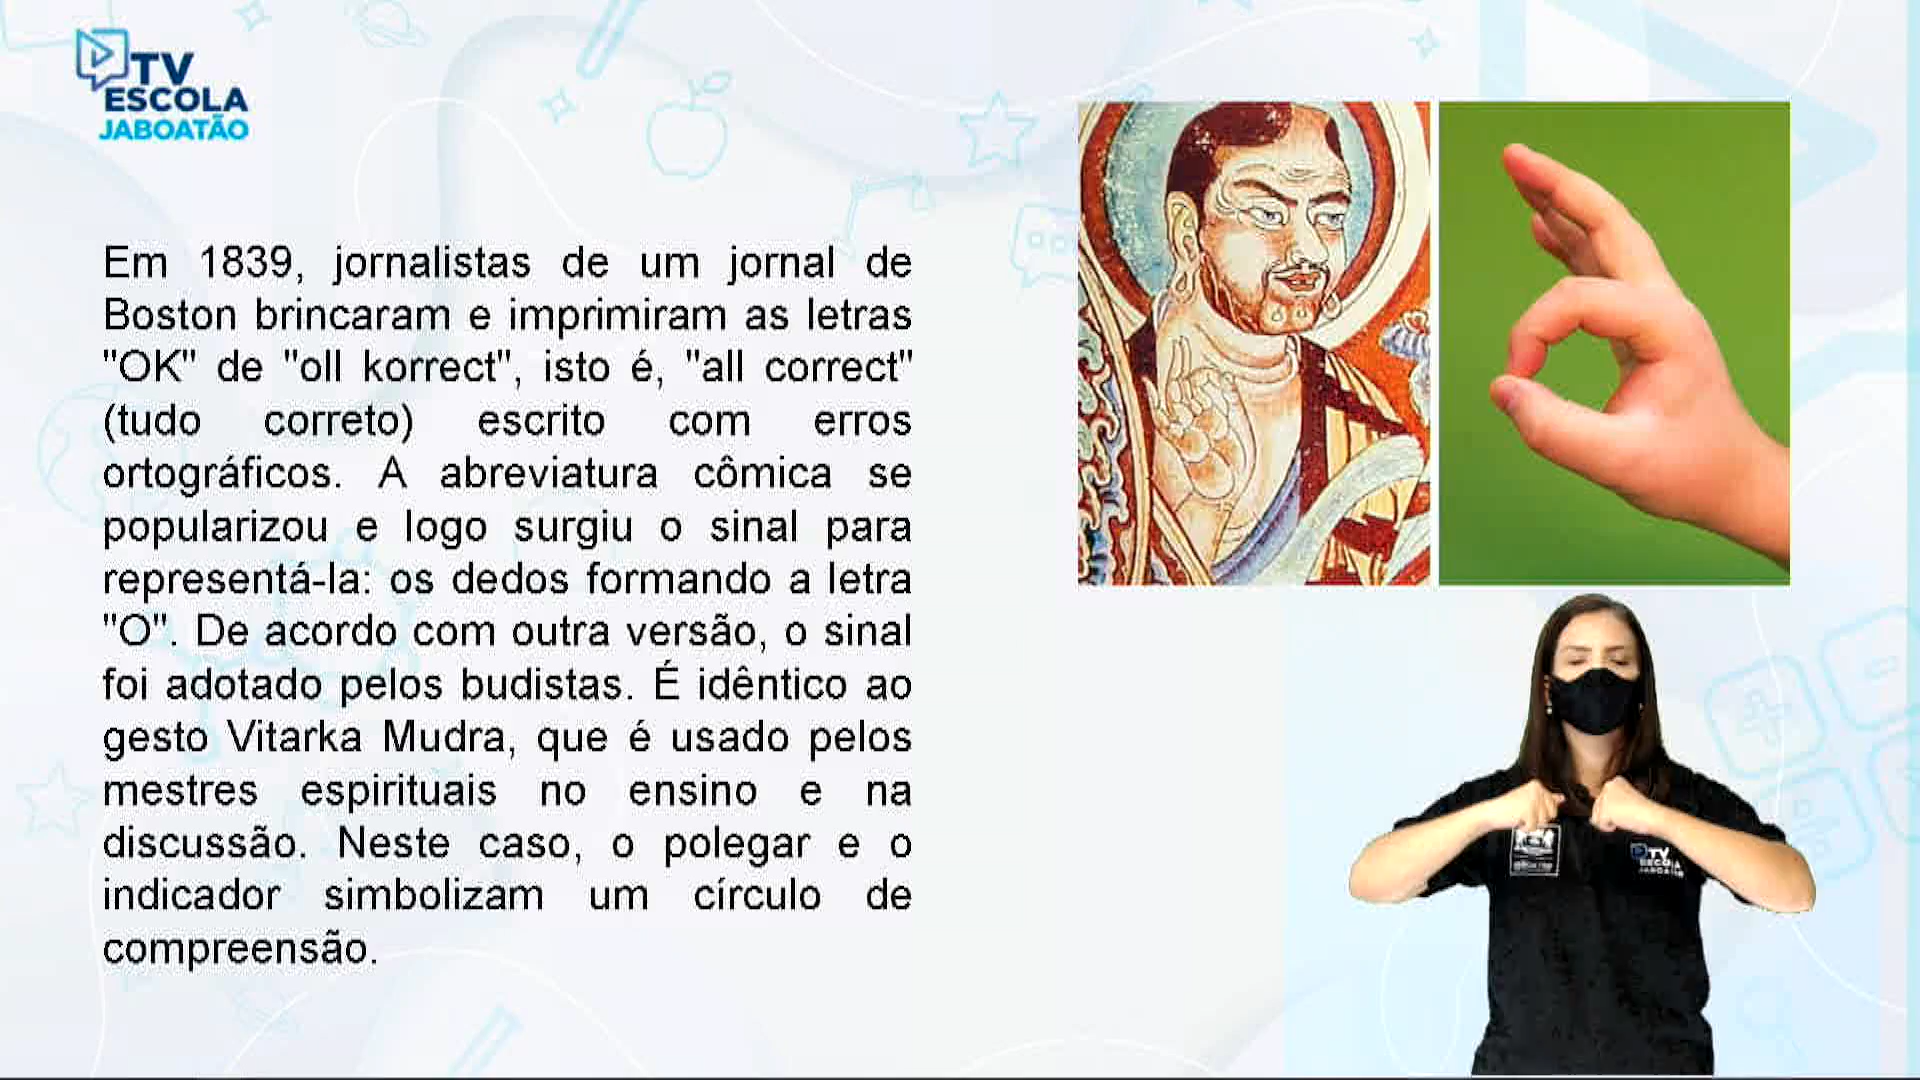 TV
ESCOLA
JABOATÃO
Em 1839, jornalistas de um jornal de
Boston brincaram e imprimiram as letras
"OK" de "oll korrect", isto é, "all correct"
(tudo correto) escrito com erros
ortográficos. A abreviatura cômica se
popularizou e logo surgiu o sinal para
representá-la: os dedos formando a letra
"O". De acordo com outra versão, o sinal
foi adotado pelos budistas. É idêntico ao
gesto Vitarka Mudra, que é usado pelos
mestres espirituais no ensino e na
discussão. Neste caso, o polegar e o
indicador simbolizam um círculo de
compreensão.
TV
ESCOLA
JABOATÃO